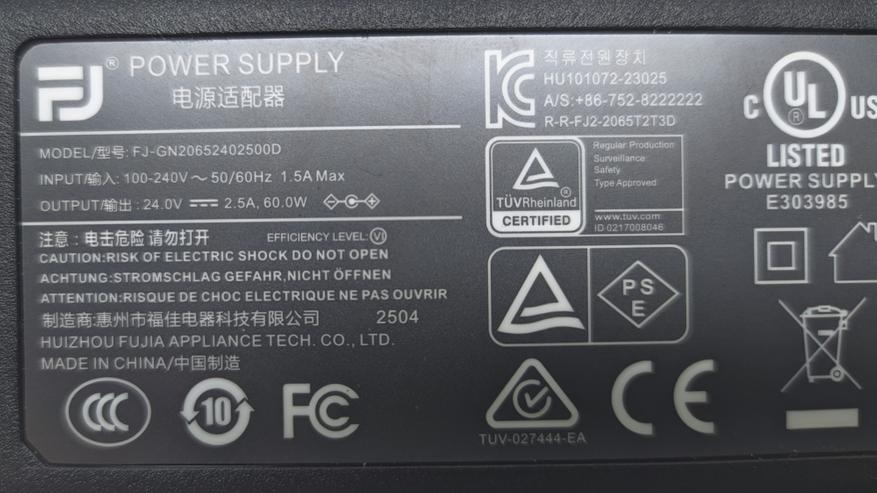 FJ® POWER SUPPLY
电源适配器
MODEL/型号: FJ-GN20652402500D
INPUT/输入: 100-240V ~ 50/60Hz 1.5A Max
OUTPUT/输出: 24.0V ⎓ 2.5A, 60.0W
注意: 电击危险 请勿打开 EFFICIENCY LEVEL: VI
CAUTION:RISK OF ELECTRIC SHOCK DO NOT OPEN
ACHTUNG:STROMSCHLAG GEFAHR,NICHT ÖFFNEN
ATTENTION:RISQUE DE CHOC ELECTRIQUE NE PAS OUVRIR
制造商:惠州市福佳电器科技有限公司 2504
HUIZHOU FUJIA APPLIANCE TECH. CO., LTD.
MADE IN CHINA/中国制造
CCC
10
FC
직류전원장치
HU101072-23025
A/S:+86-752-8222222
R-R-FJ2-2065T2T3D
KC
TÜVRheinland®
CERTIFIED
Regular Production
Surveillance
Safety
Type Approved
www.tuv.com
ID 0217008046
PS
E
TUV-027444-EA
CE
C UL® US
LISTED
POWER SUPPLY
E303985